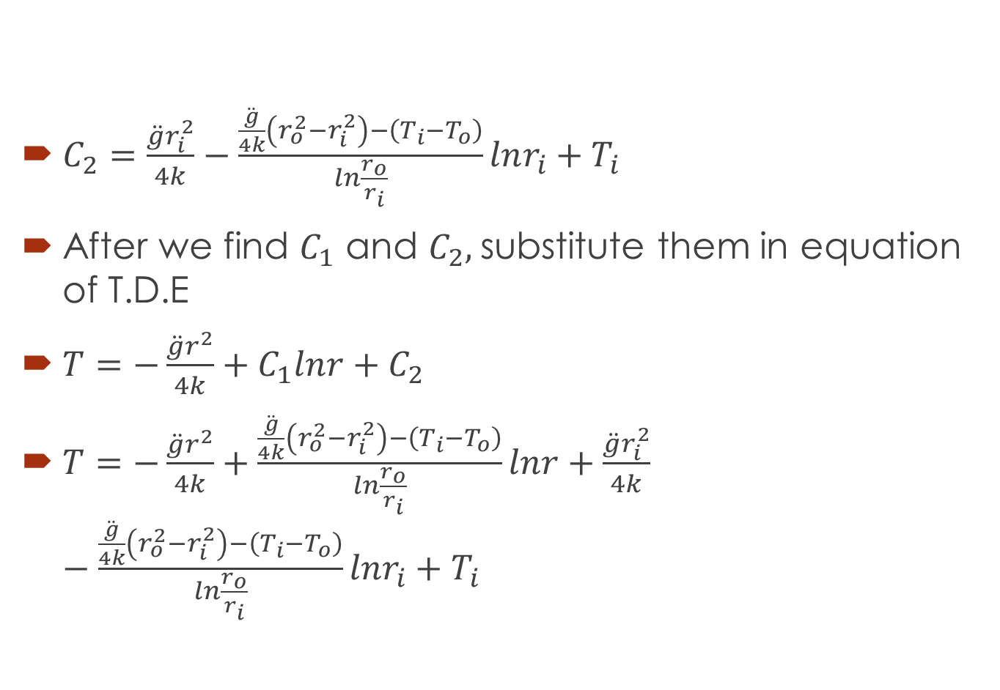 C₂ = g̈rᵢ²/4k − (g̈/4k(rₒ²−rᵢ²)−(Tᵢ−Tₒ))/(ln rₒ/rᵢ) lnrᵢ + Tᵢ
After we find C₁ and C₂, substitute them in equation
of T.D.E
T = − g̈r²/4k + C₁lnr + C₂
T = − g̈r²/4k + (g̈/4k(rₒ²−rᵢ²)−(Tᵢ−Tₒ))/(ln rₒ/rᵢ) lnr + g̈rᵢ²/4k
− (g̈/4k(rₒ²−rᵢ²)−(Tᵢ−Tₒ))/(ln rₒ/rᵢ) lnrᵢ + Tᵢ